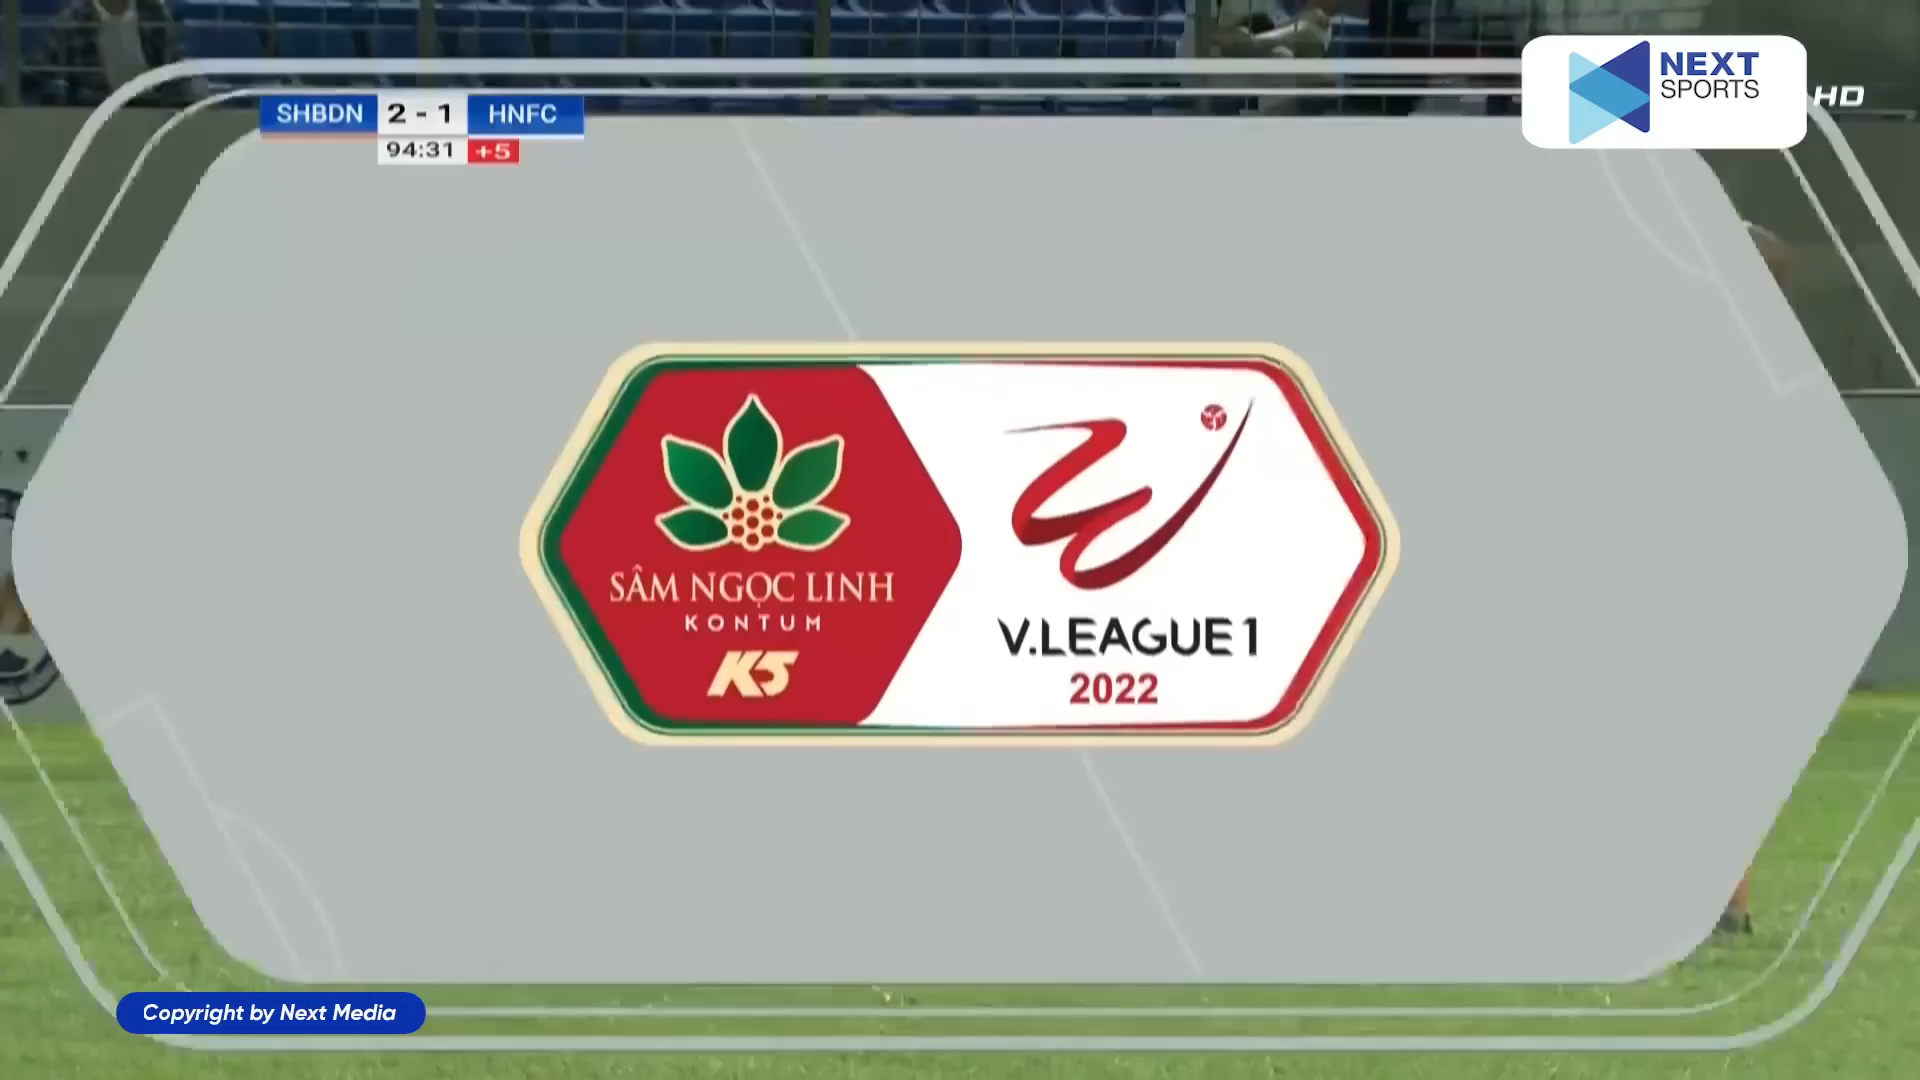 NEXT
SPORTS
HD
SHBDN 2 - 1 HNFC
94:31 +5
SÂM NGỌC LINH
KONTUM
K5
V.LEAGUE 1
2022
Copyright by Next Media